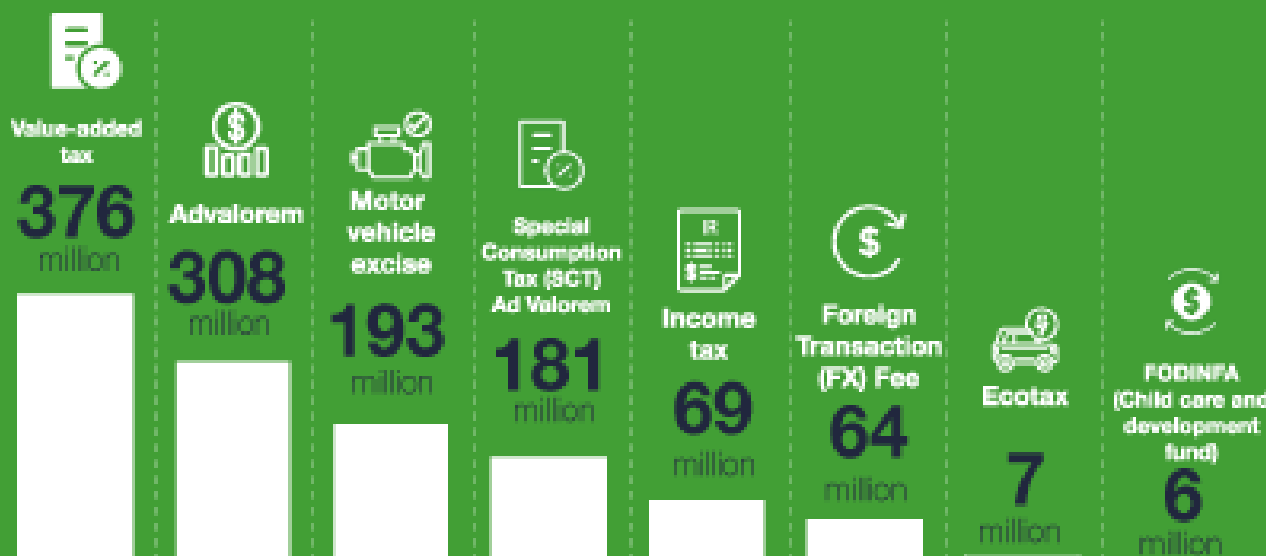 Value-added
tax
376
million
Advalorem
308
million
Motor
vehicle
excise
193
million
Special
Consumption
Tax (SCT)
Ad Valorem
181
million
Income
tax
69
million
Foreign
Transaction
(FX) Fee
64
million
Ecotax
7
million
FODINFA
(Child care and
development
fund)
6
million